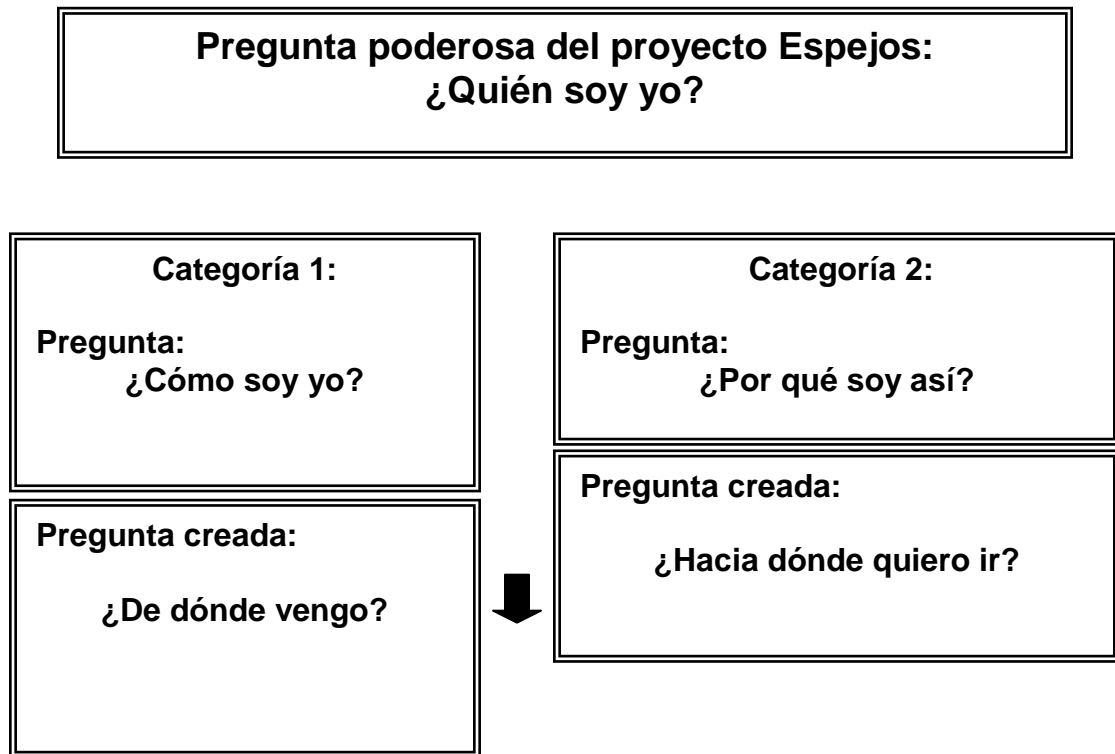 Pregunta poderosa del proyecto Espejos:
¿Quién soy yo?
Categoría 1:
Pregunta:
¿Cómo soy yo?
Pregunta creada:
¿De dónde vengo?
Categoría 2:
Pregunta:
¿Por qué soy así?
Pregunta creada:
¿Hacia dónde quiero ir?